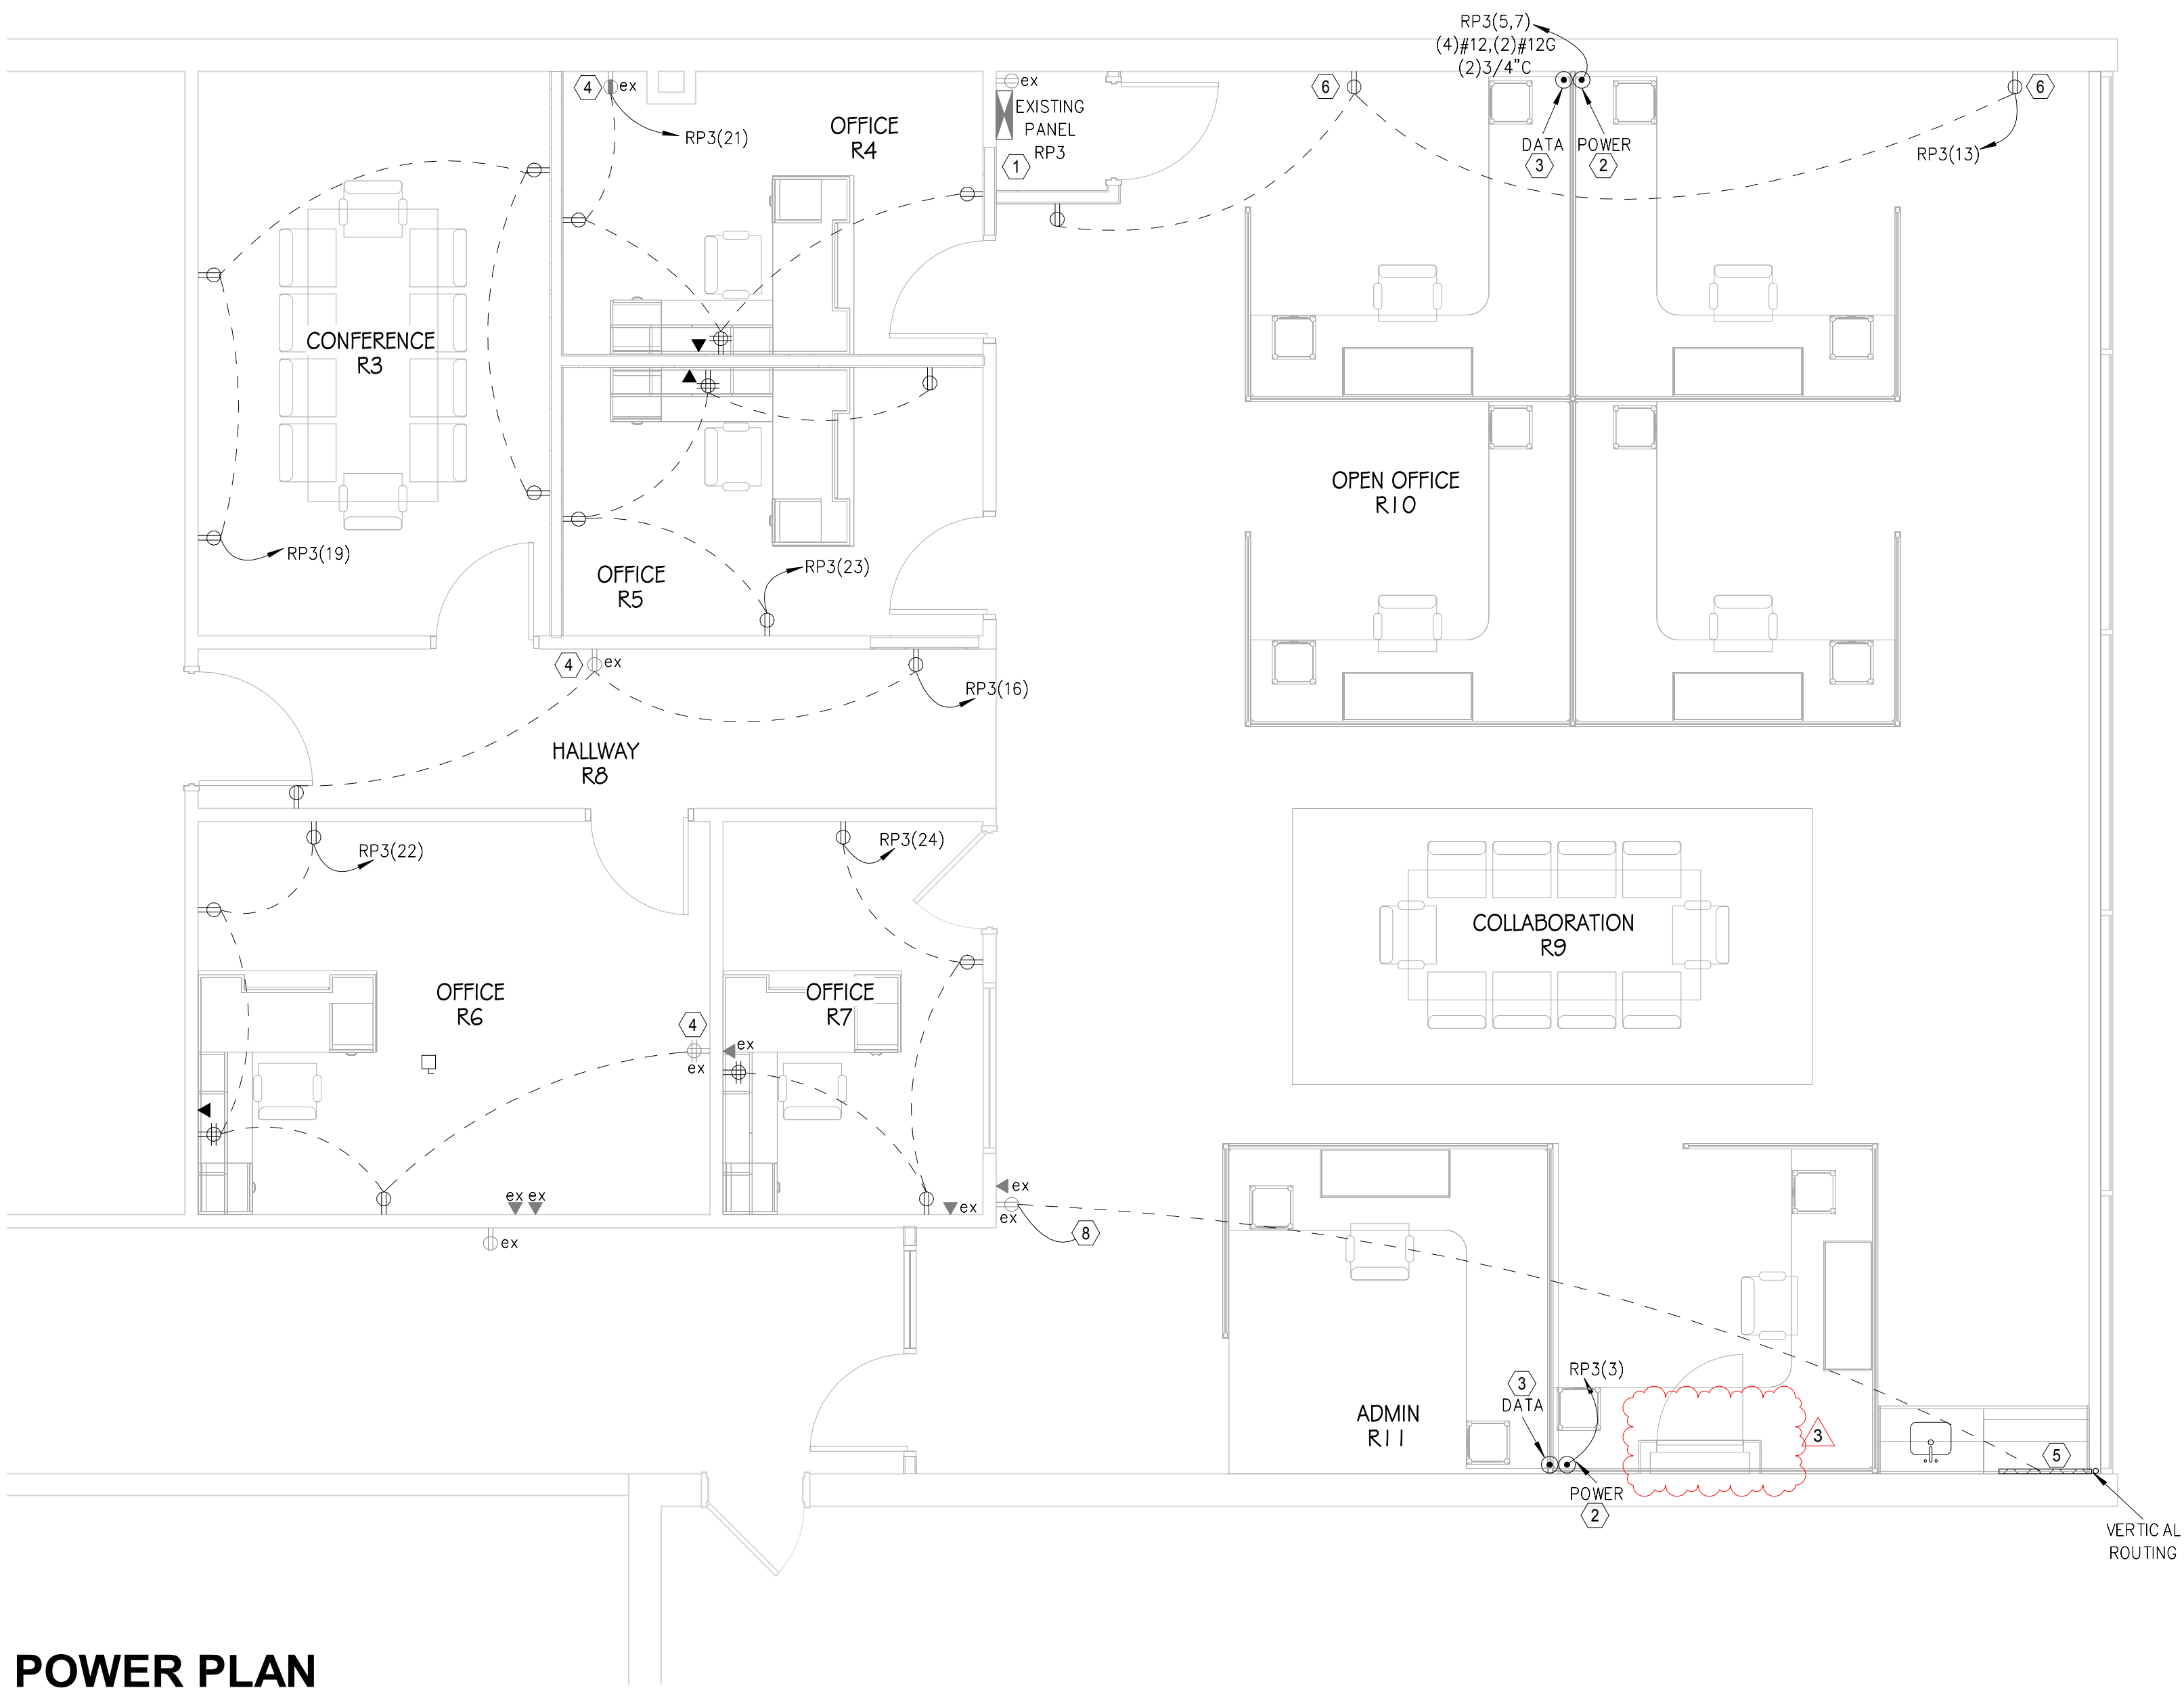 RP3(5,7)
(4)#12,(2)#12G
(2)3/4"C
4
ex
RP3(21)
OFFICE
R4
ex
EXISTING
PANEL
RP3
1
6
DATA
3
POWER
2
6
RP3(13)
CONFERENCE
R3
RP3(19)
OFFICE
R5
RP3(23)
OPEN OFFICE
R10
4
ex
RP3(16)
HALLWAY
R8
RP3(22)
RP3(24)
OFFICE
R6
4
ex
ex
OFFICE
R7
COLLABORATION
R9
ex ex
ex
ex
ex
ex
8
RP3(3)
3
DATA
ADMIN
R11
3
5
POWER
2
VERTICAL
ROUTING
POWER PLAN